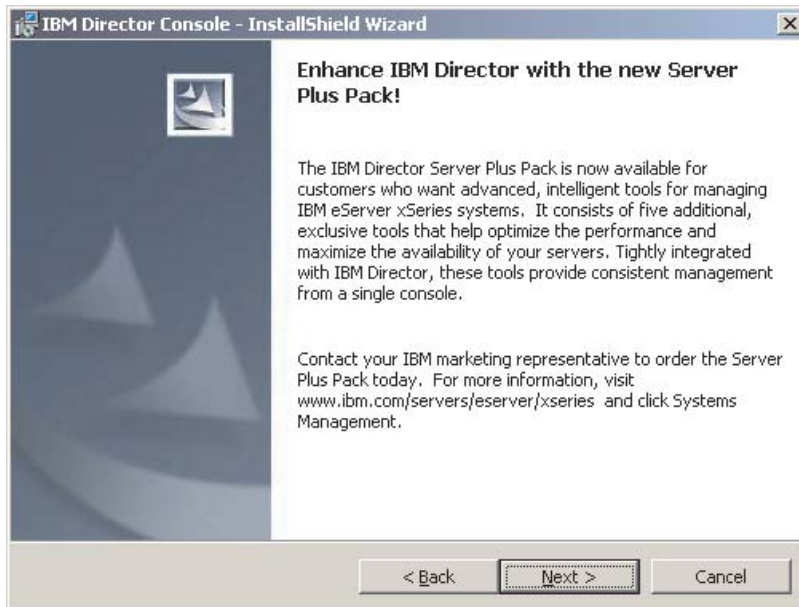 IBM Director Console - InstallShield Wizard
Enhance IBM Director with the new Server
Plus Pack!
The IBM Director Server Plus Pack is now available for
customers who want advanced, intelligent tools for managing
IBM eServer xSeries systems.  It consists of five additional,
exclusive tools that help optimize the performance and
maximize the availability of your servers. Tightly integrated
with IBM Director, these tools provide consistent management
from a single console.
Contact your IBM marketing representative to order the Server
Plus Pack today.  For more information, visit
www.ibm.com/servers/eserver/xseries  and click Systems
Management.
< Back
Next >
Cancel